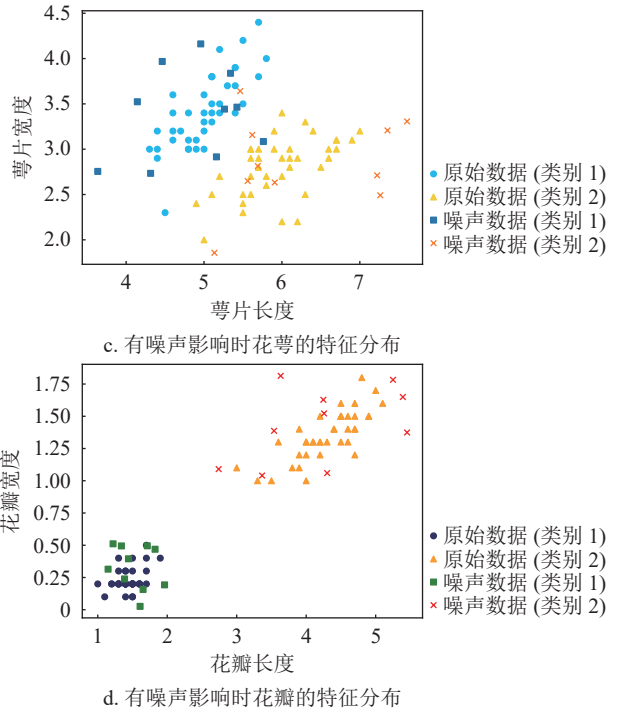 4.5
4.0
3.5
3.0
2.5
2.0
萼片宽度
4 5 6 7
萼片长度
原始数据 (类别 1)
原始数据 (类别 2)
噪声数据 (类别 1)
噪声数据 (类别 2)
c. 有噪声影响时花萼的特征分布
1.75
1.50
1.25
1.00
0.75
0.50
0.25
0
花瓣宽度
1 2 3 4 5
花瓣长度
原始数据 (类别 1)
原始数据 (类别 2)
噪声数据 (类别 1)
噪声数据 (类别 2)
d. 有噪声影响时花瓣的特征分布